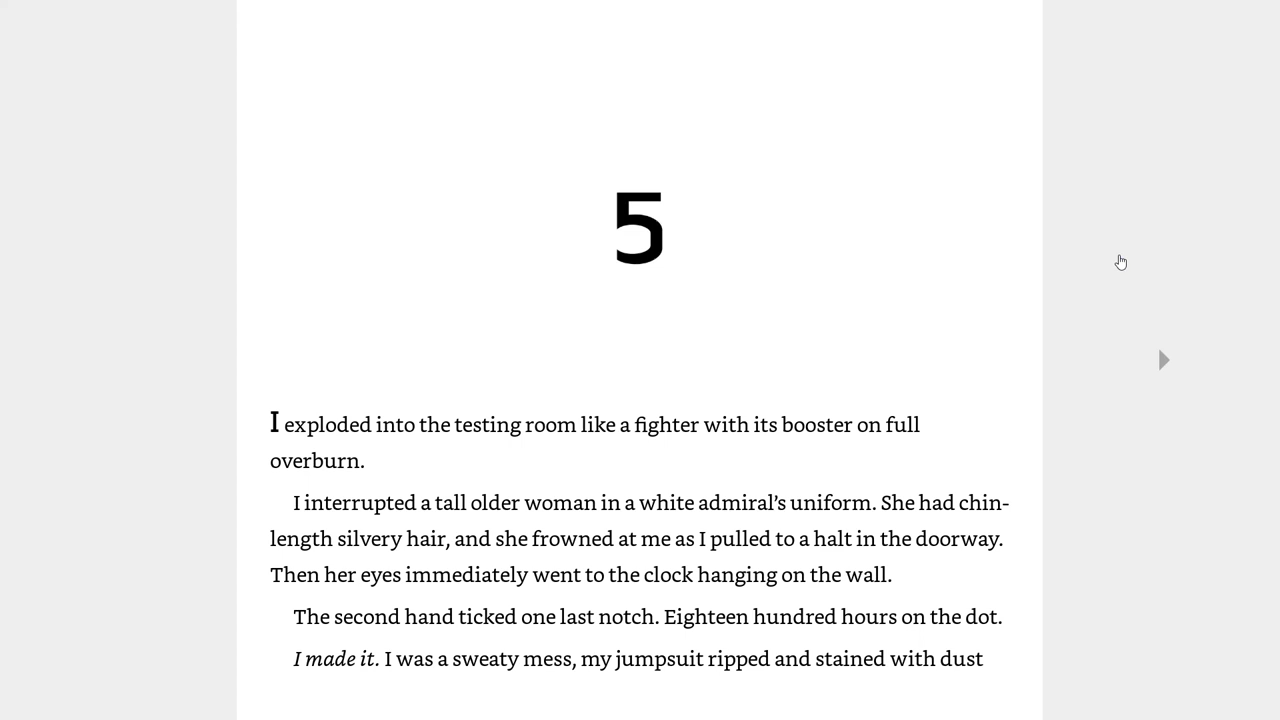 5
I exploded into the testing room like a fighter with its booster on full
overburn.
I interrupted a tall older woman in a white admiral’s uniform. She had chin-
length silvery hair, and she frowned at me as I pulled to a halt in the doorway.
Then her eyes immediately went to the clock hanging on the wall.
The second hand ticked one last notch. Eighteen hundred hours on the dot.
I made it. I was a sweaty mess, my jumpsuit ripped and stained with dust